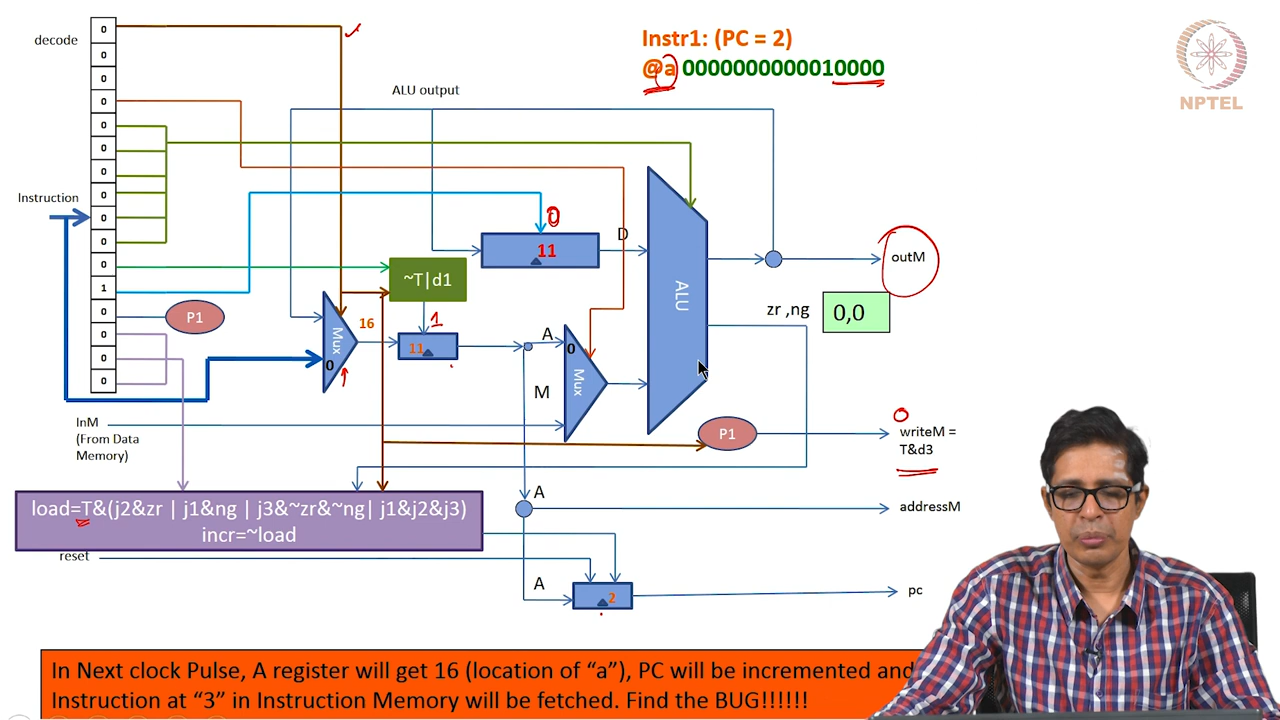 decode
Instruction
0
0
0
0
0
0
0
0
0
0
0
1
0
0
0
0
Instr1: (PC = 2)
@a 0000000000010000
NPTEL
ALU output
0
11
D
~T|d1
1
P1
Mux
0
16
11
A
0
Mux
M
ALU
outM
zr ,ng
0,0
InM
(From Data
Memory)
P1
0
writeM =
T&d3
load=T&(j2&zr | j1&ng | j3&~zr&~ng| j1&j2&j3)
incr=~load
A
addressM
reset
A
2
pc
In Next clock Pulse, A register will get 16 (location of "a"), PC will be incremented and
Instruction at "3" in Instruction Memory will be fetched. Find the BUG!!!!!!